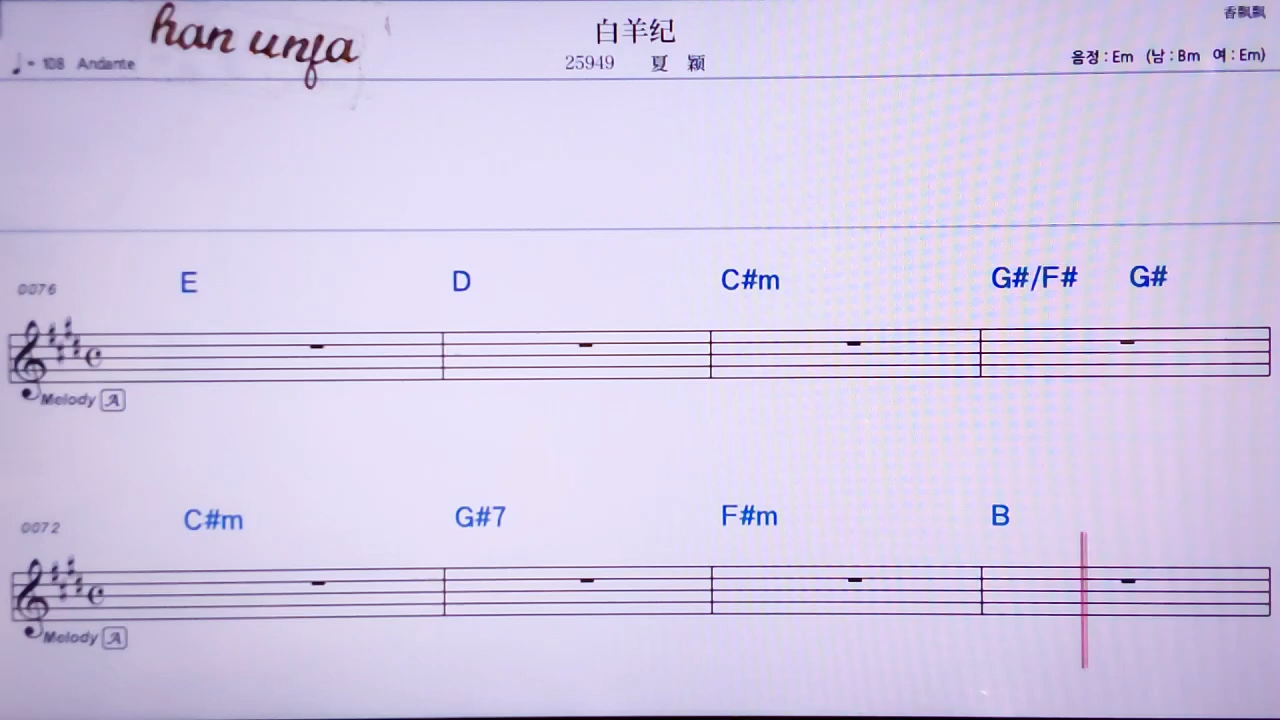 han unfa
白羊纪
香飘飘
♩= 108 Andante
25949 夏 颖
음정 : Em (남 : Bm 여 : Em)
E D C#m G#/F# G#
0076
Melody A
C#m G#7 F#m B
0072
Melody A